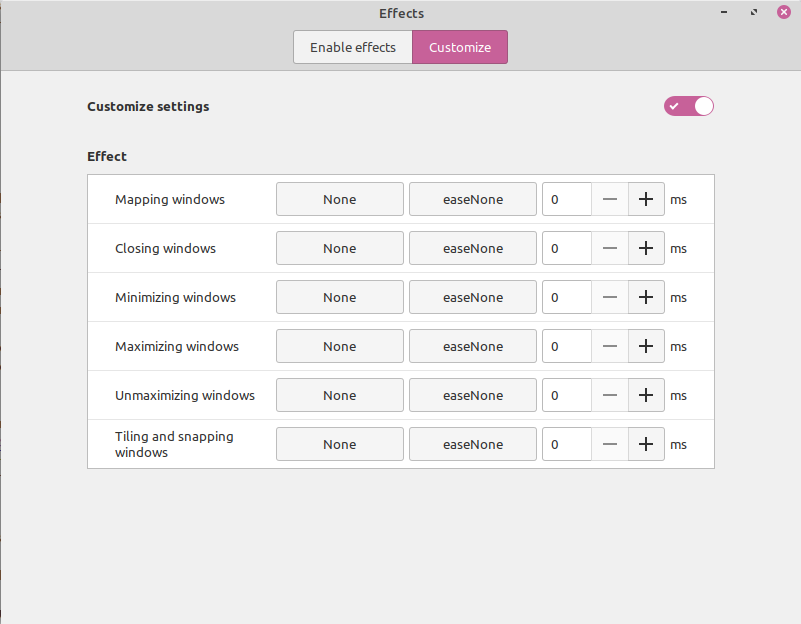 Effects
Enable effects Customize
Customize settings
Effect
Mapping windows None easeNone 0 ms
Closing windows None easeNone 0 ms
Minimizing windows None easeNone 0 ms
Maximizing windows None easeNone 0 ms
Unmaximizing windows None easeNone 0 ms
Tiling and snapping
windows None easeNone 0 ms